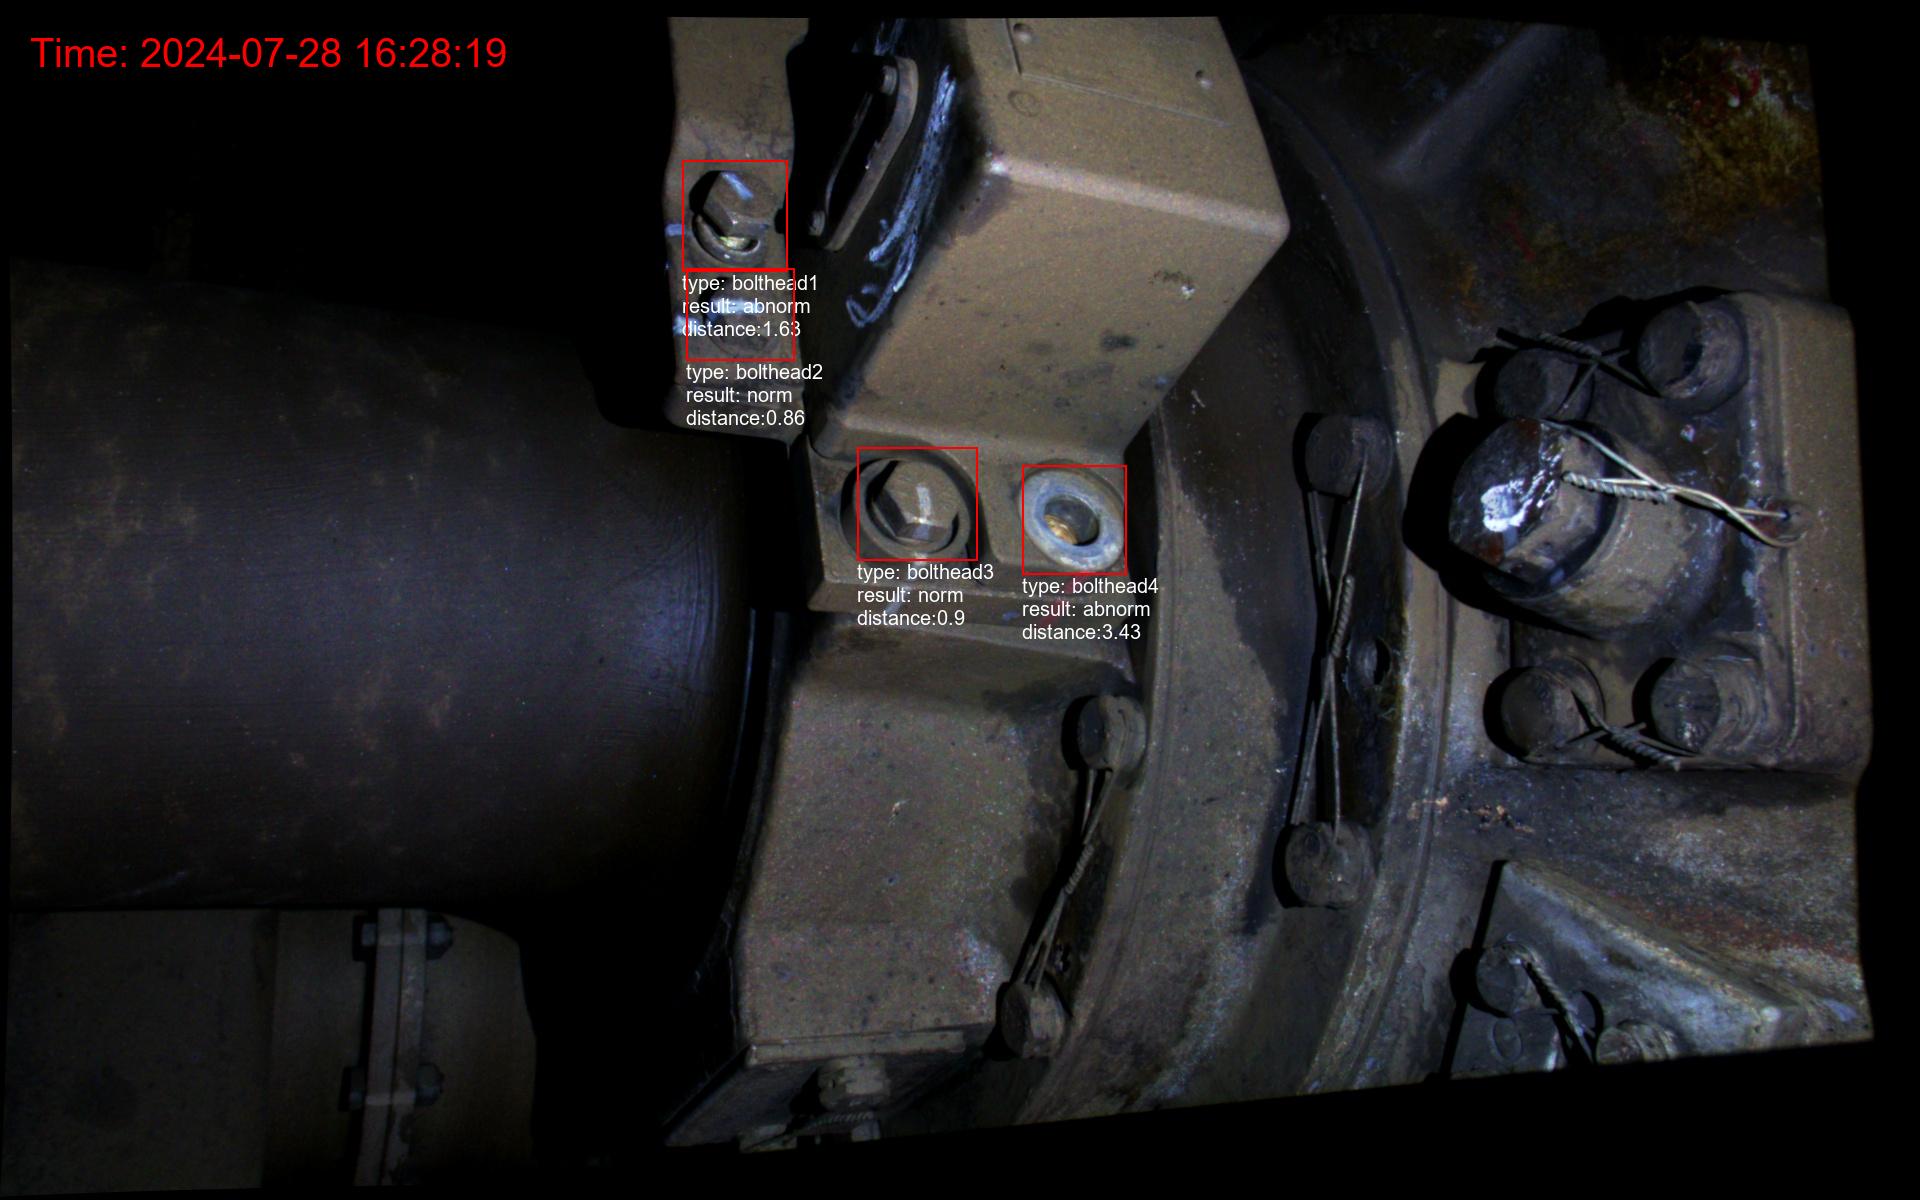 Time: 2024-07-28 16:28:19
type: bolthead1
result: abnorm
distance:1.63
type: bolthead2
result: norm
distance:0.86
type: bolthead3
result: norm
distance:0.9
type: bolthead4
result: abnorm
distance:3.43